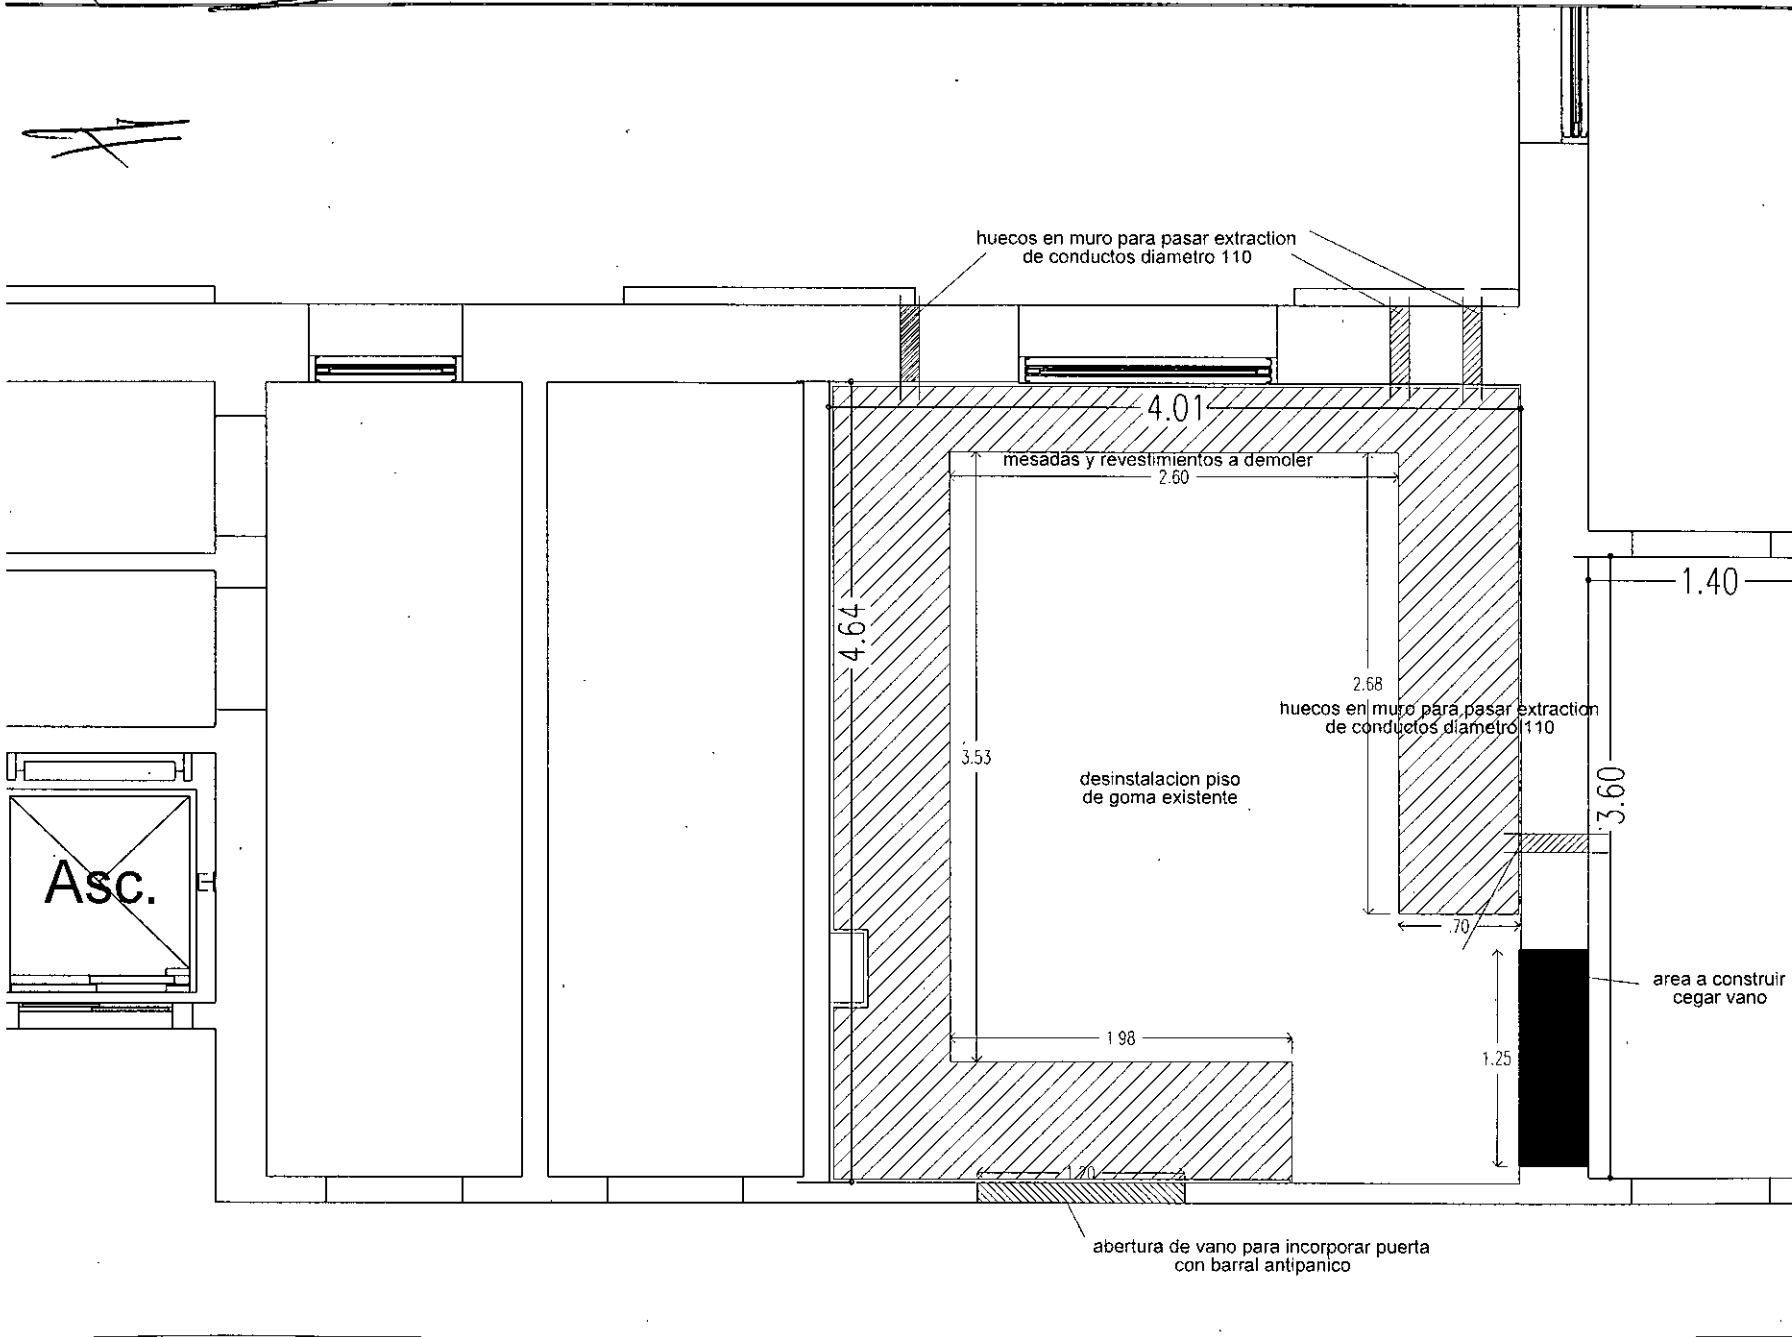 huecos en muro para pasar extraction
de conductos diametro 110
4.01
mesadas y revestimientos a demoler
2.60
1.40
4.64
2.68
huecos en muro para pasar extraction
de conductos diametro 110
3.53
desinstalacion piso
de goma existente
3.60
Asc.
.70
area a construir
cegar vano
1.98
1.25
1.20
abertura de vano para incorporar puerta
con barral antipanico